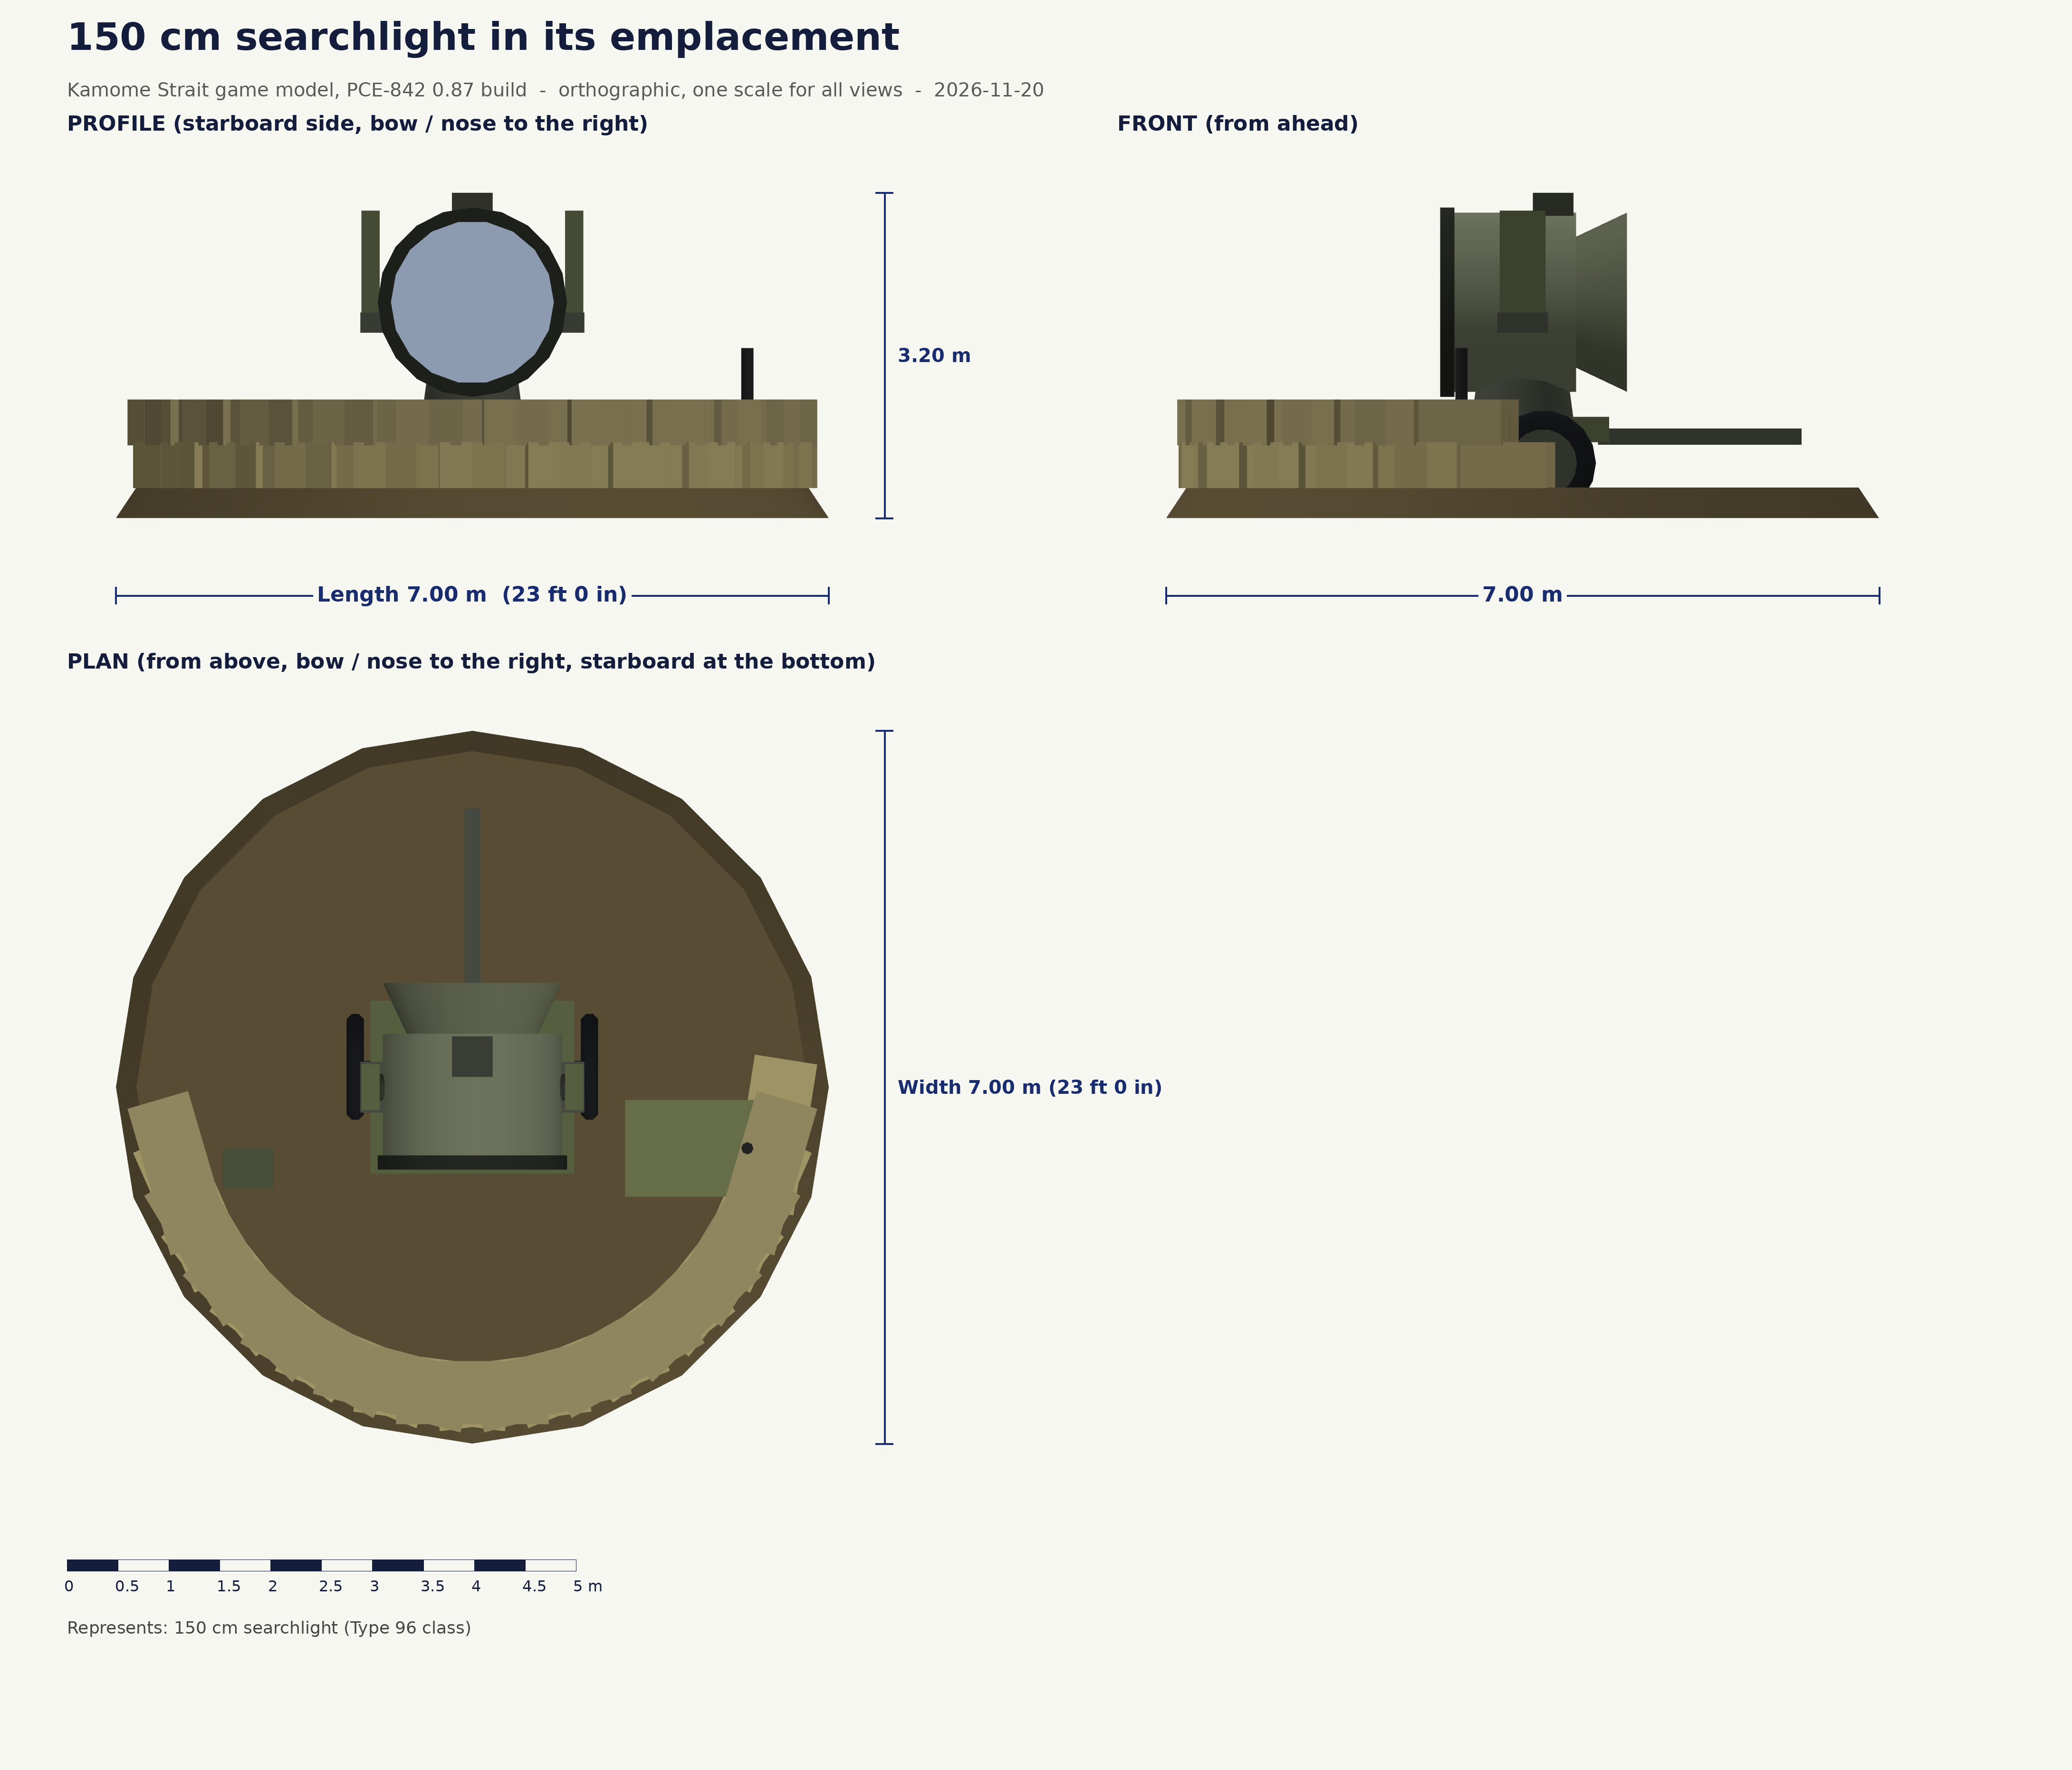 150 cm searchlight in its emplacement
Kamome Strait game model, PCE-842 0.87 build - orthographic, one scale for all views - 2026-11-20
PROFILE (starboard side, bow / nose to the right)
FRONT (from ahead)
3.20 m
Length 7.00 m (23 ft 0 in)
7.00 m
PLAN (from above, bow / nose to the right, starboard at the bottom)
Width 7.00 m (23 ft 0 in)
0 0.5 1 1.5 2 2.5 3 3.5 4 4.5 5 m
Represents: 150 cm searchlight (Type 96 class)